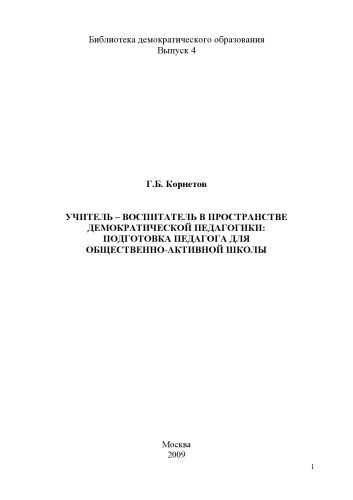 Библиотека демократического образования
Выпуск 4
Г.Б. Корнетов
УЧИТЕЛЬ – ВОСПИТАТЕЛЬ В ПРОСТРАНСТВЕ
ДЕМОКРАТИЧЕСКОЙ ПЕДАГОГИКИ:
ПОДГОТОВКА ПЕДАГОГА ДЛЯ
ОБЩЕСТВЕННО-АКТИВНОЙ ШКОЛЫ
Москва
2009
1